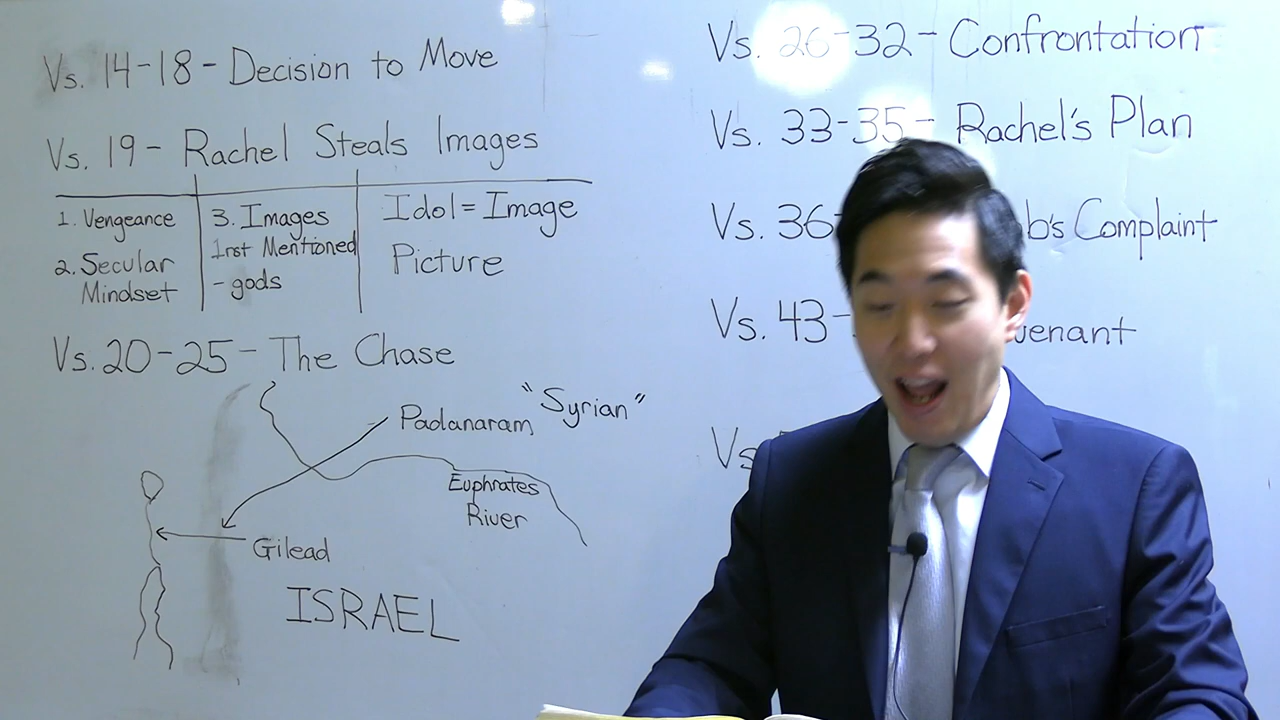 Vs. 14-18 - Decision to Move
Vs. 19 - Rachel Steals Images
1. Vengeance
2. Secular
Mindset
3. Images
1rst Mentioned
- gods
Idol = Image
Picture
Vs. 20-25 - The Chase
Padanaram "Syrian"
Euphrates
River
Gilead
ISRAEL
Vs. 26-32 - Confrontation
Vs. 33-35 - Rachel's Plan
Vs. 36- b's Complaint
Vs. 43- venant
Vs.